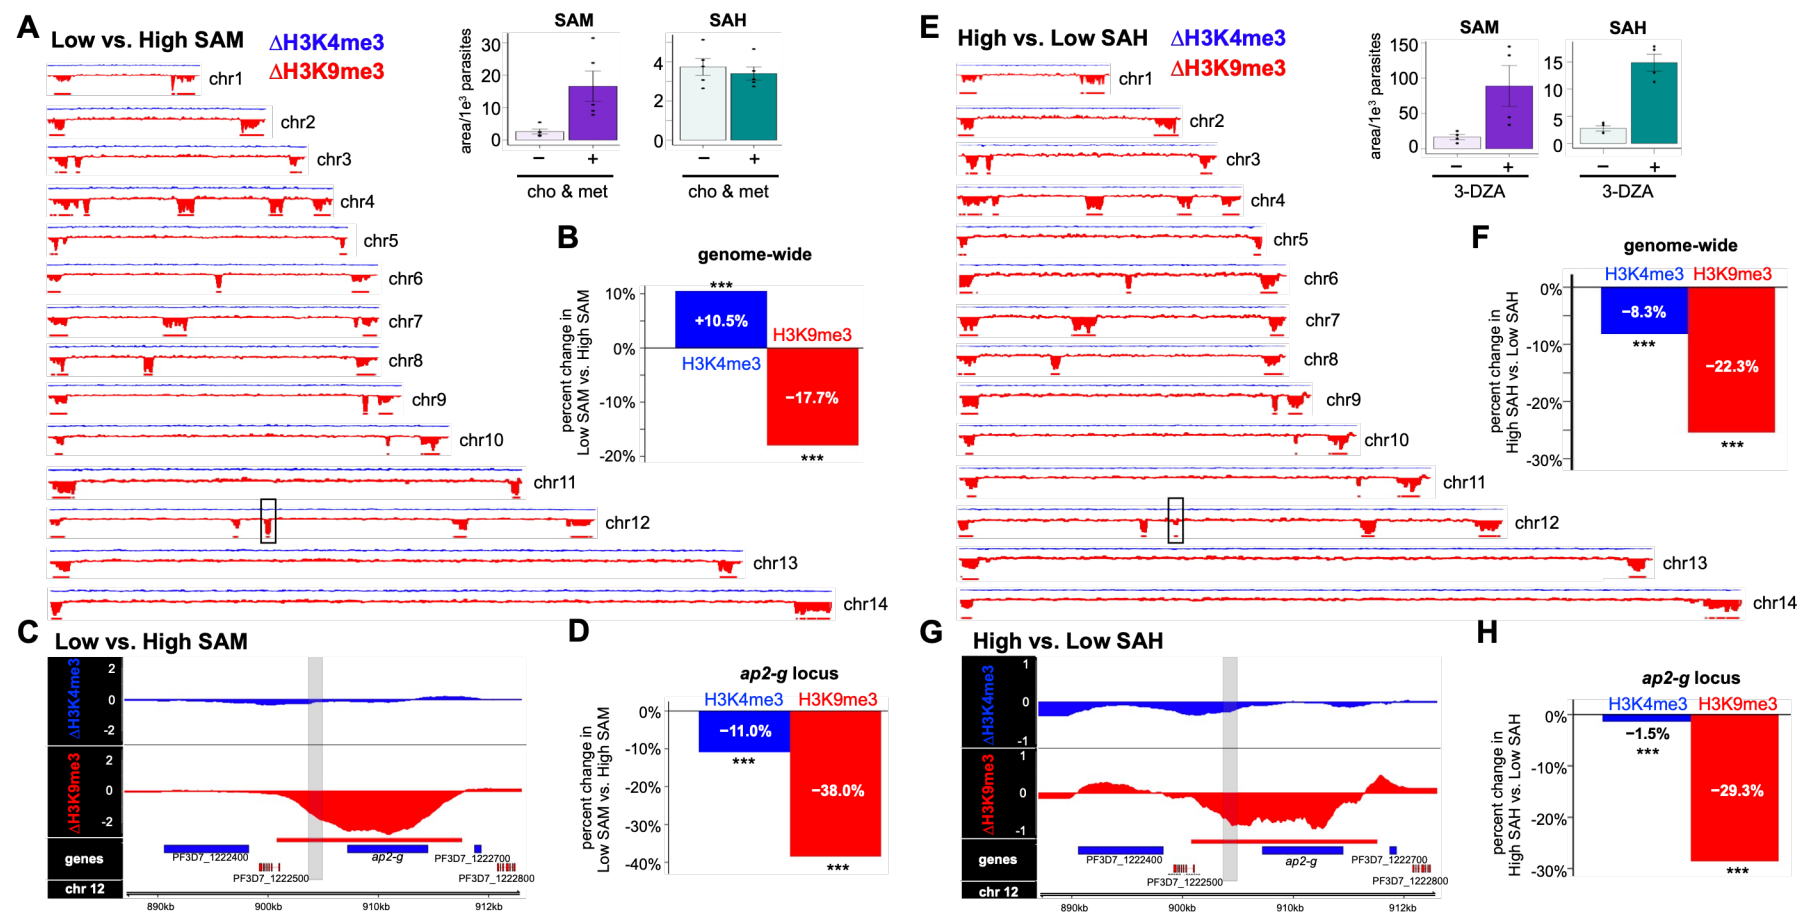 A
Low vs. High SAM
ΔH3K4me3
ΔH3K9me3
chr1
chr2
chr3
chr4
chr5
chr6
chr7
chr8
chr9
chr10
chr11
chr12
chr13
chr14
SAM
area/1e³ parasites
30
20
10
0
− +
cho & met
SAH
4
2
0
− +
cho & met
B
genome-wide
percent change in
Low SAM vs. High SAM
10%
0%
-10%
-20%
***
+10.5%
H3K4me3
H3K9me3
−17.7%
***
C
Low vs. High SAM
ΔH3K4me3
2
0
-2
ΔH3K9me3
2
0
-2
genes
PF3D7_1222400
PF3D7_1222500
ap2-g
PF3D7_1222700
PF3D7_1222800
chr 12
890kb 900kb 910kb 912kb
D
ap2-g locus
H3K4me3 H3K9me3
percent change in
Low SAM vs. High SAM
0%
-10%
-20%
-30%
-40%
−11.0%
***
−38.0%
***
E
High vs. Low SAH
ΔH3K4me3
ΔH3K9me3
chr1
chr2
chr3
chr4
chr5
chr6
chr7
chr8
chr9
chr10
chr11
chr12
chr13
chr14
SAM
area/1e³ parasites
150
100
50
0
− +
3-DZA
SAH
15
10
5
0
− +
3-DZA
F
genome-wide
H3K4me3 H3K9me3
percent change in
High SAH vs. Low SAH
0%
-10%
-20%
-30%
−8.3%
***
−22.3%
***
G
High vs. Low SAH
ΔH3K4me3
1
0
-1
ΔH3K9me3
1
0
-1
genes
PF3D7_1222400
PF3D7_1222500
ap2-g
PF3D7_1222700
PF3D7_1222800
chr 12
890kb 900kb 910kb 912kb
H
ap2-g locus
H3K4me3 H3K9me3
percent change in
High SAH vs. Low SAH
0%
-10%
-20%
-30%
−1.5%
***
−29.3%
***